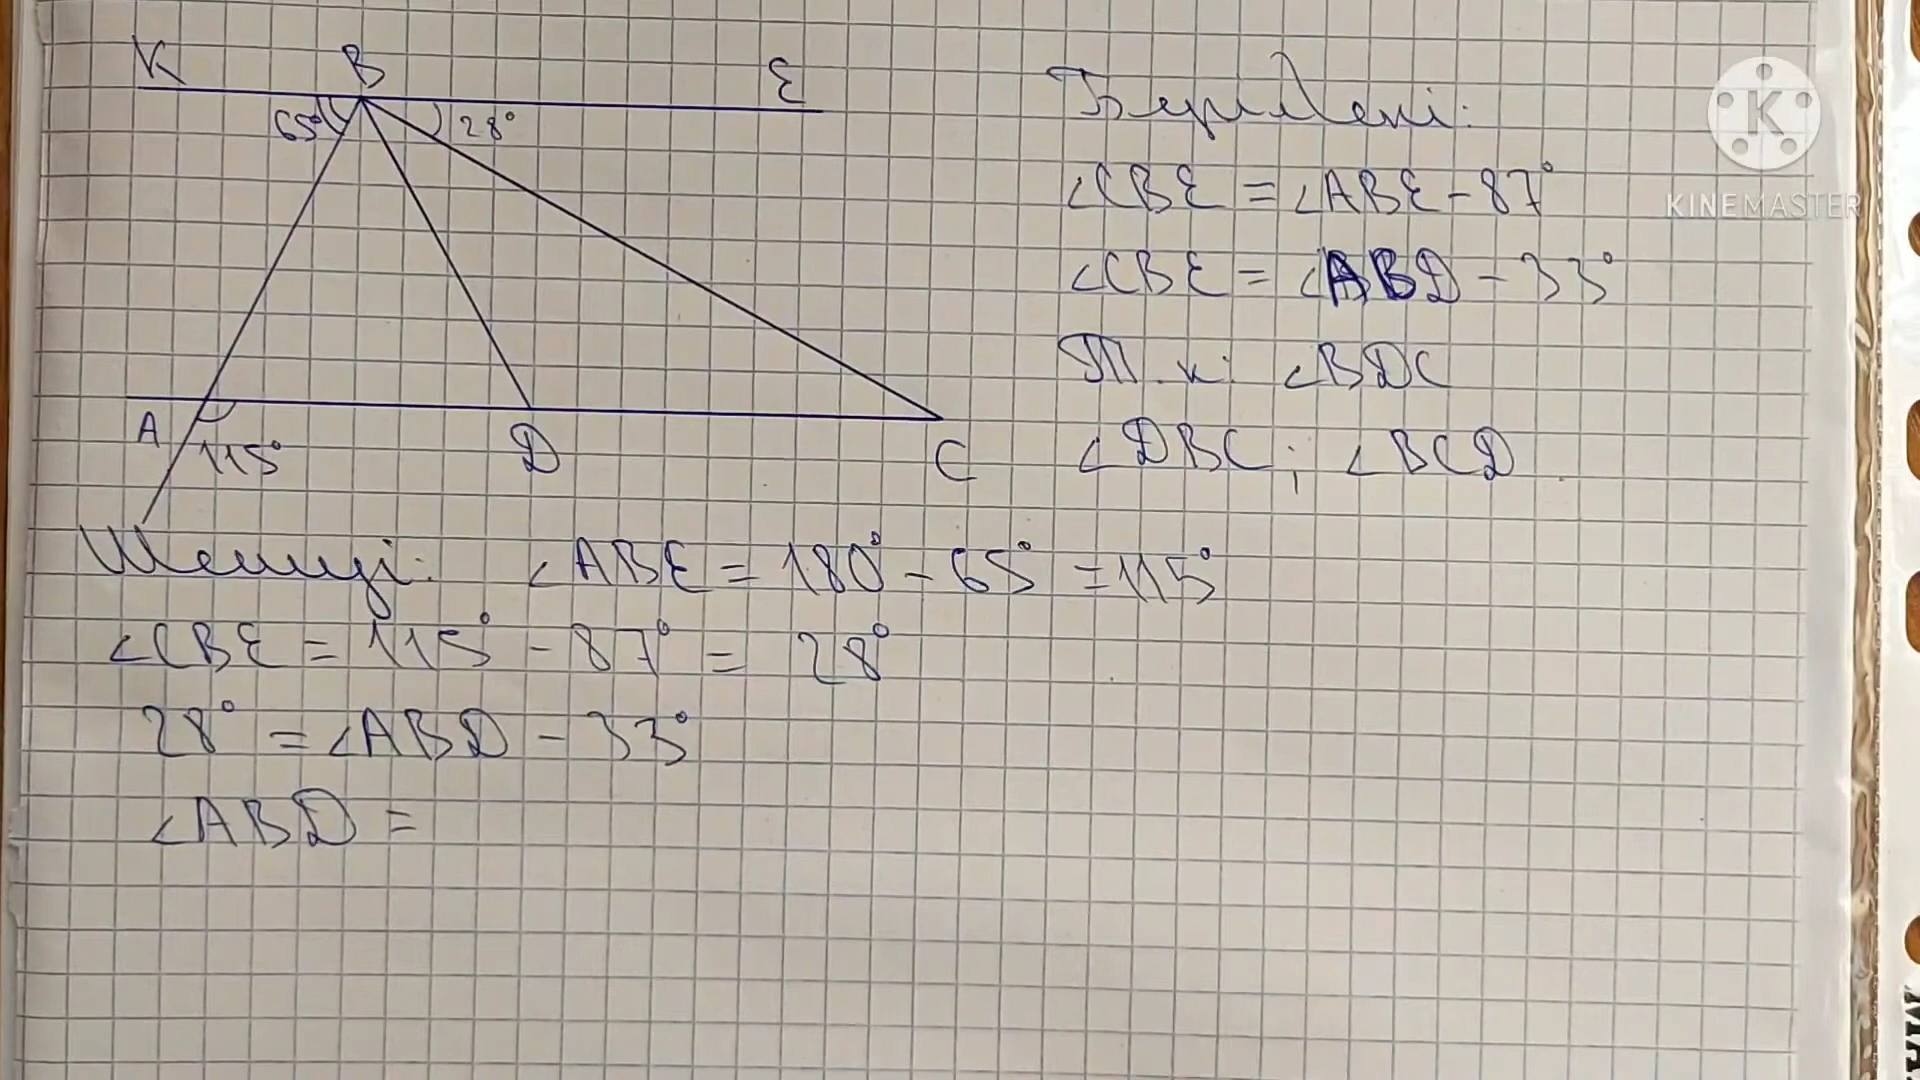 K B E
65° 28°
A 115° D C
Берілгені:
∠CBE = ∠ABE - 87°
∠CBE = ∠ABD - 33°
Т.к: ∠BDC
∠DBC; ∠BCD
Шешуі: ∠ABE = 180° - 65° = 115°
∠CBE = 115° - 87° = 28°
28° = ∠ABD - 33°
∠ABD =
K
KINEMASTER